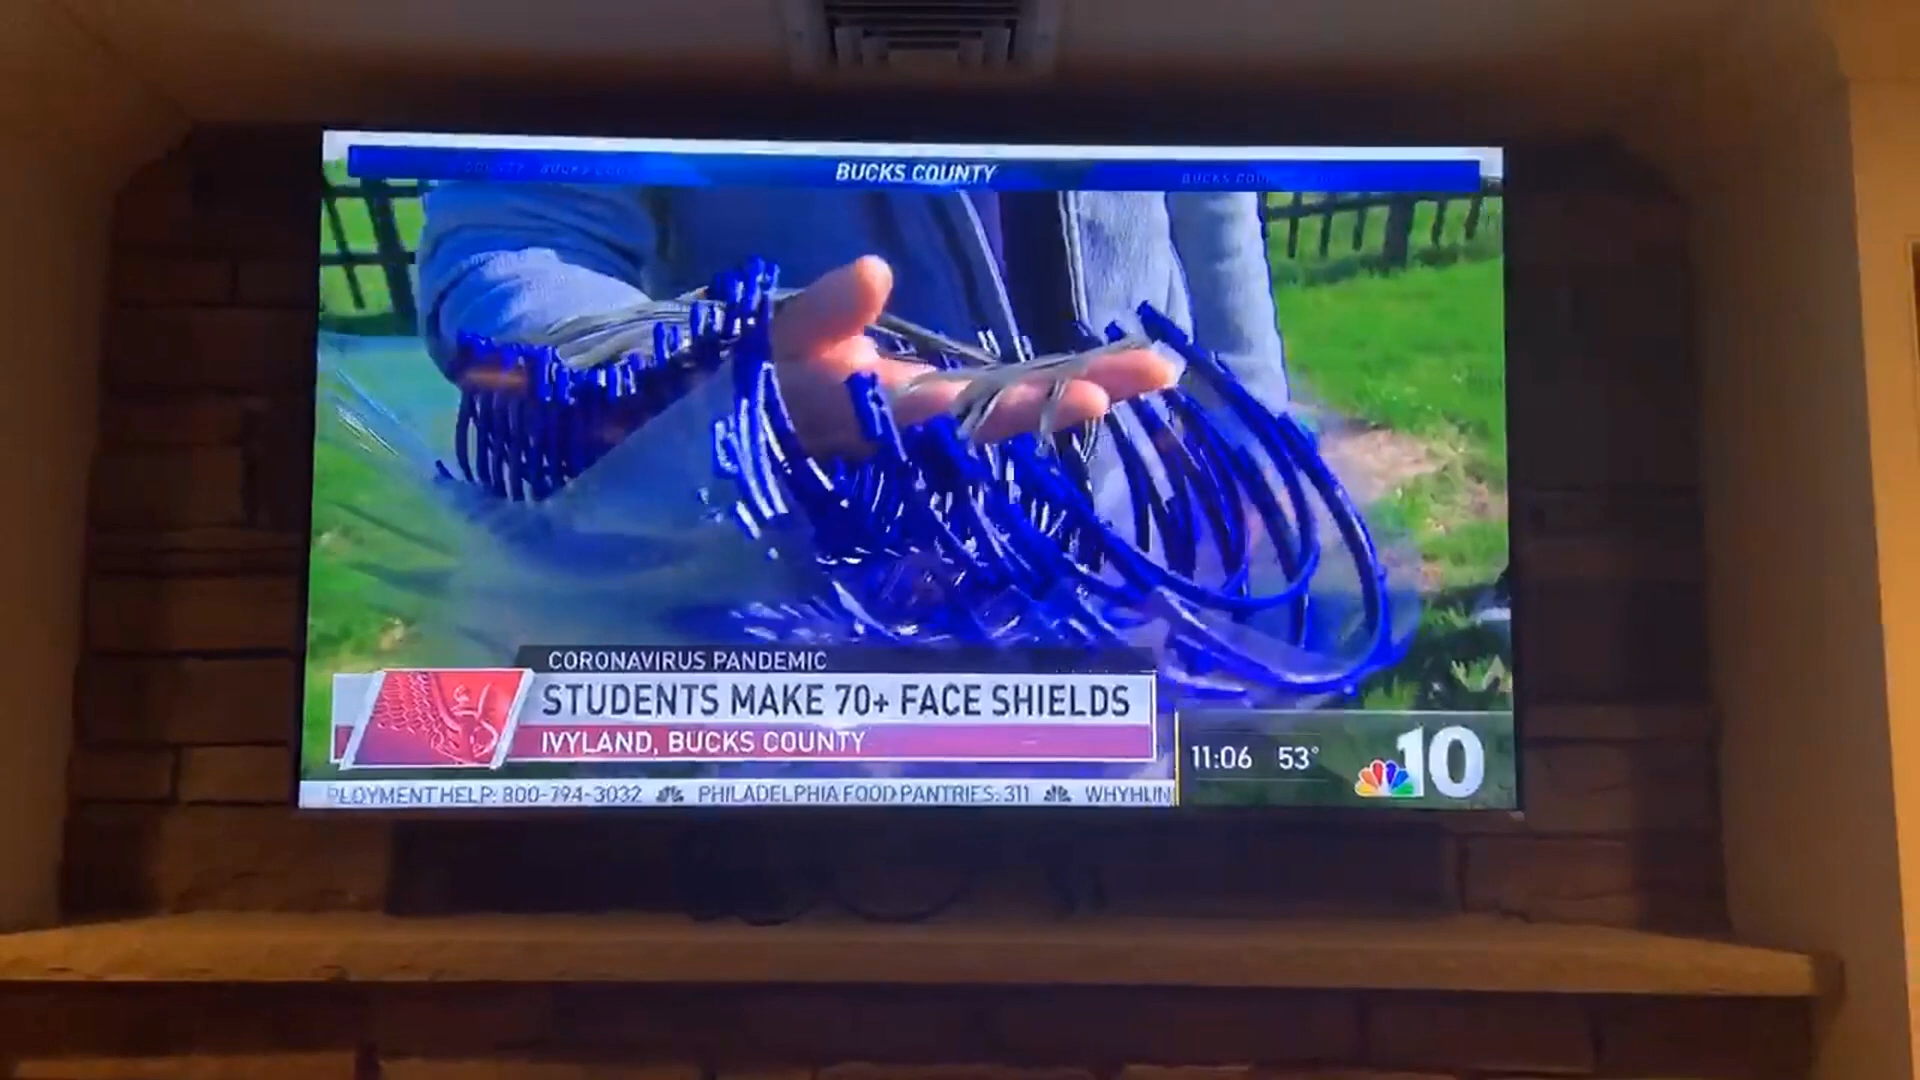 BUCKS COUNTY
CORONAVIRUS PANDEMIC
STUDENTS MAKE 70+ FACE SHIELDS
IVYLAND, BUCKS COUNTY
11:06 53°
10
PLOYMENT HELP: 800-794-3032 PHILADELPHIA FOOD PANTRIES: 311 WHYHUN